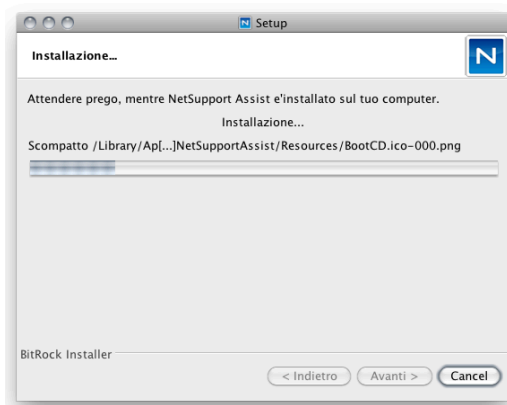 Setup
Installazione...
N
Attendere prego, mentre NetSupport Assist e'installato sul tuo computer.
Installazione...
Scompatto /Library/Ap[...]NetSupportAssist/Resources/BootCD.ico-000.png
BitRock Installer
< Indietro Avanti > Cancel